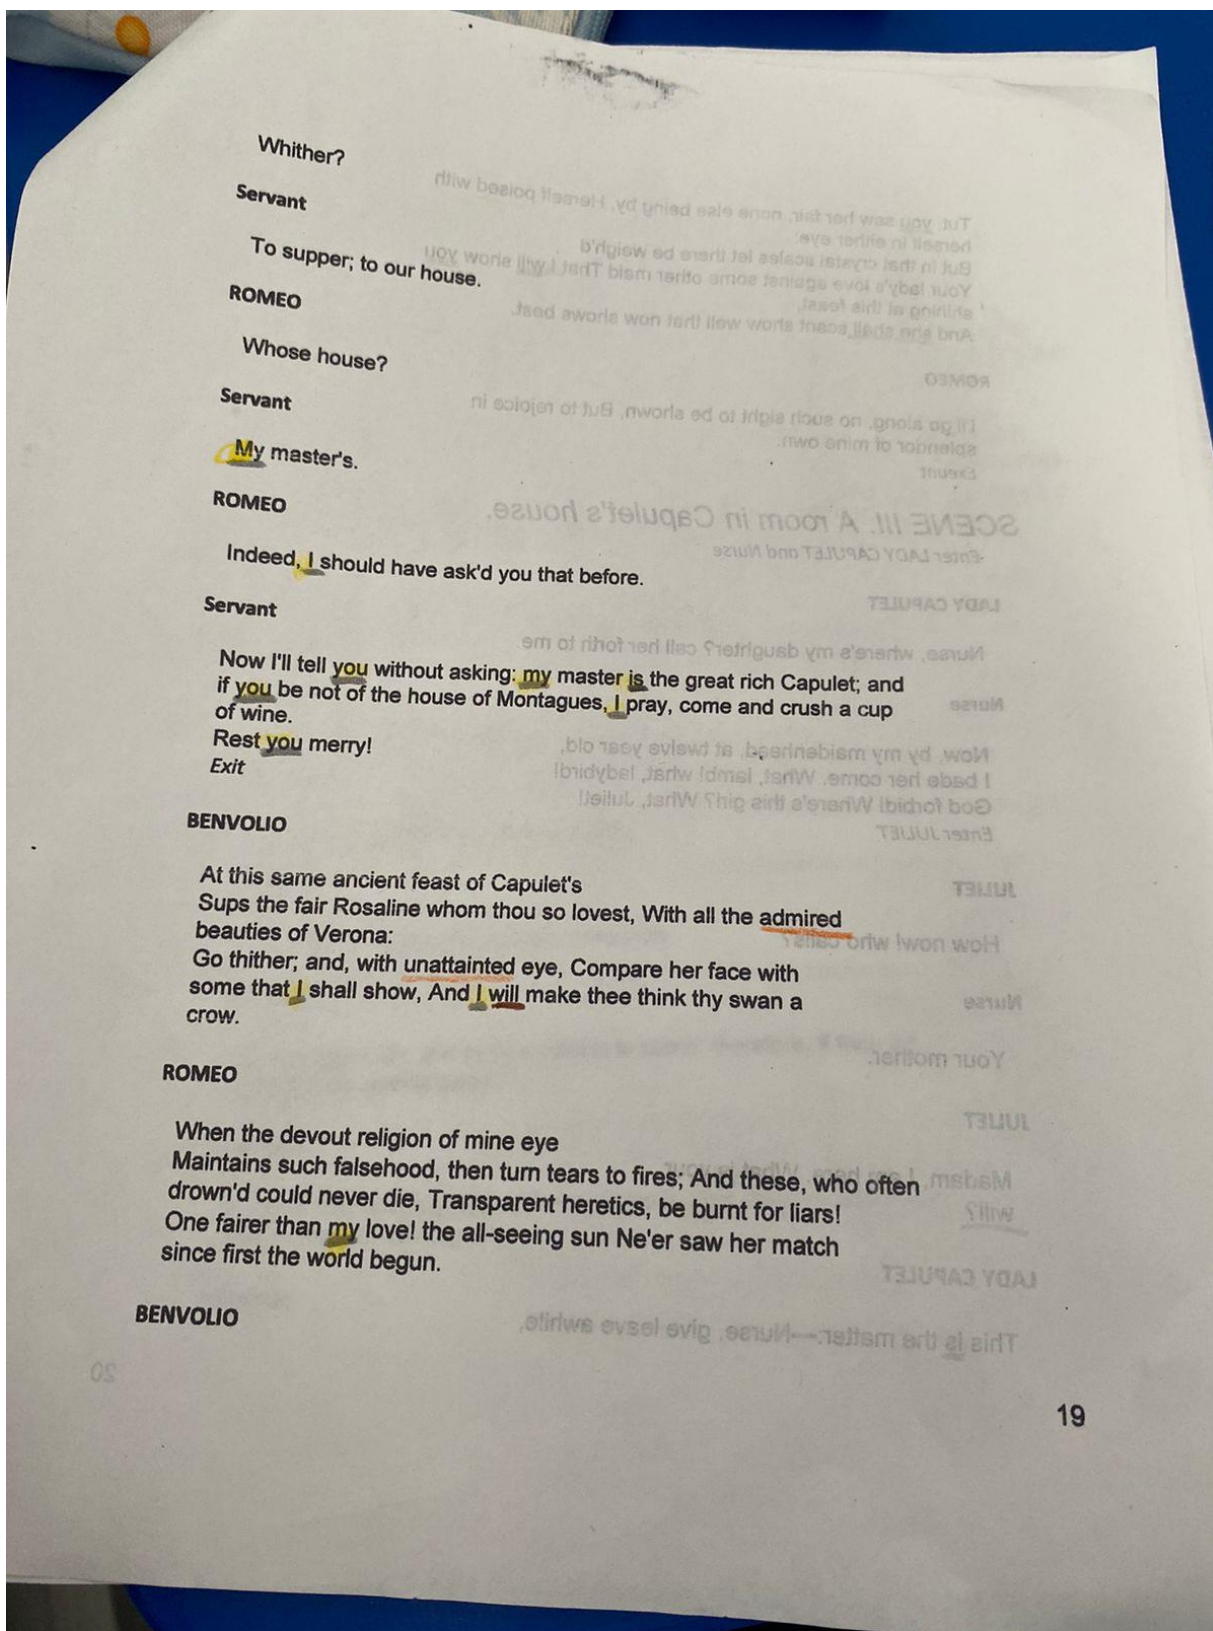 Whither?
Servant
To supper; to our house.
ROMEO
Whose house?
Servant
My master's.
ROMEO
Indeed, I should have ask'd you that before.
Servant
Now I'll tell you without asking: my master is the great rich Capulet; and
if you be not of the house of Montagues, I pray, come and crush a cup
of wine.
Rest you merry!
Exit
BENVOLIO
At this same ancient feast of Capulet's
Sups the fair Rosaline whom thou so lovest, With all the admired
beauties of Verona:
Go thither; and, with unattainted eye, Compare her face with
some that I shall show, And I will make thee think thy swan a
crow.
ROMEO
When the devout religion of mine eye
Maintains such falsehood, then turn tears to fires; And these, who often
drown'd could never die, Transparent heretics, be burnt for liars!
One fairer than my love! the all-seeing sun Ne'er saw her match
since first the world begun.
BENVOLIO
19